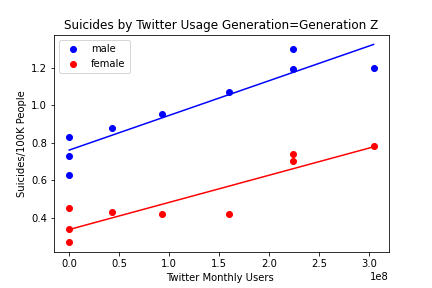 Suicides by Twitter Usage Generation=Generation Z
male
female
Suicides/100K People
1.2
1.0
0.8
0.6
0.4
0.0 0.5 1.0 1.5 2.0 2.5 3.0
1e8
Twitter Monthly Users